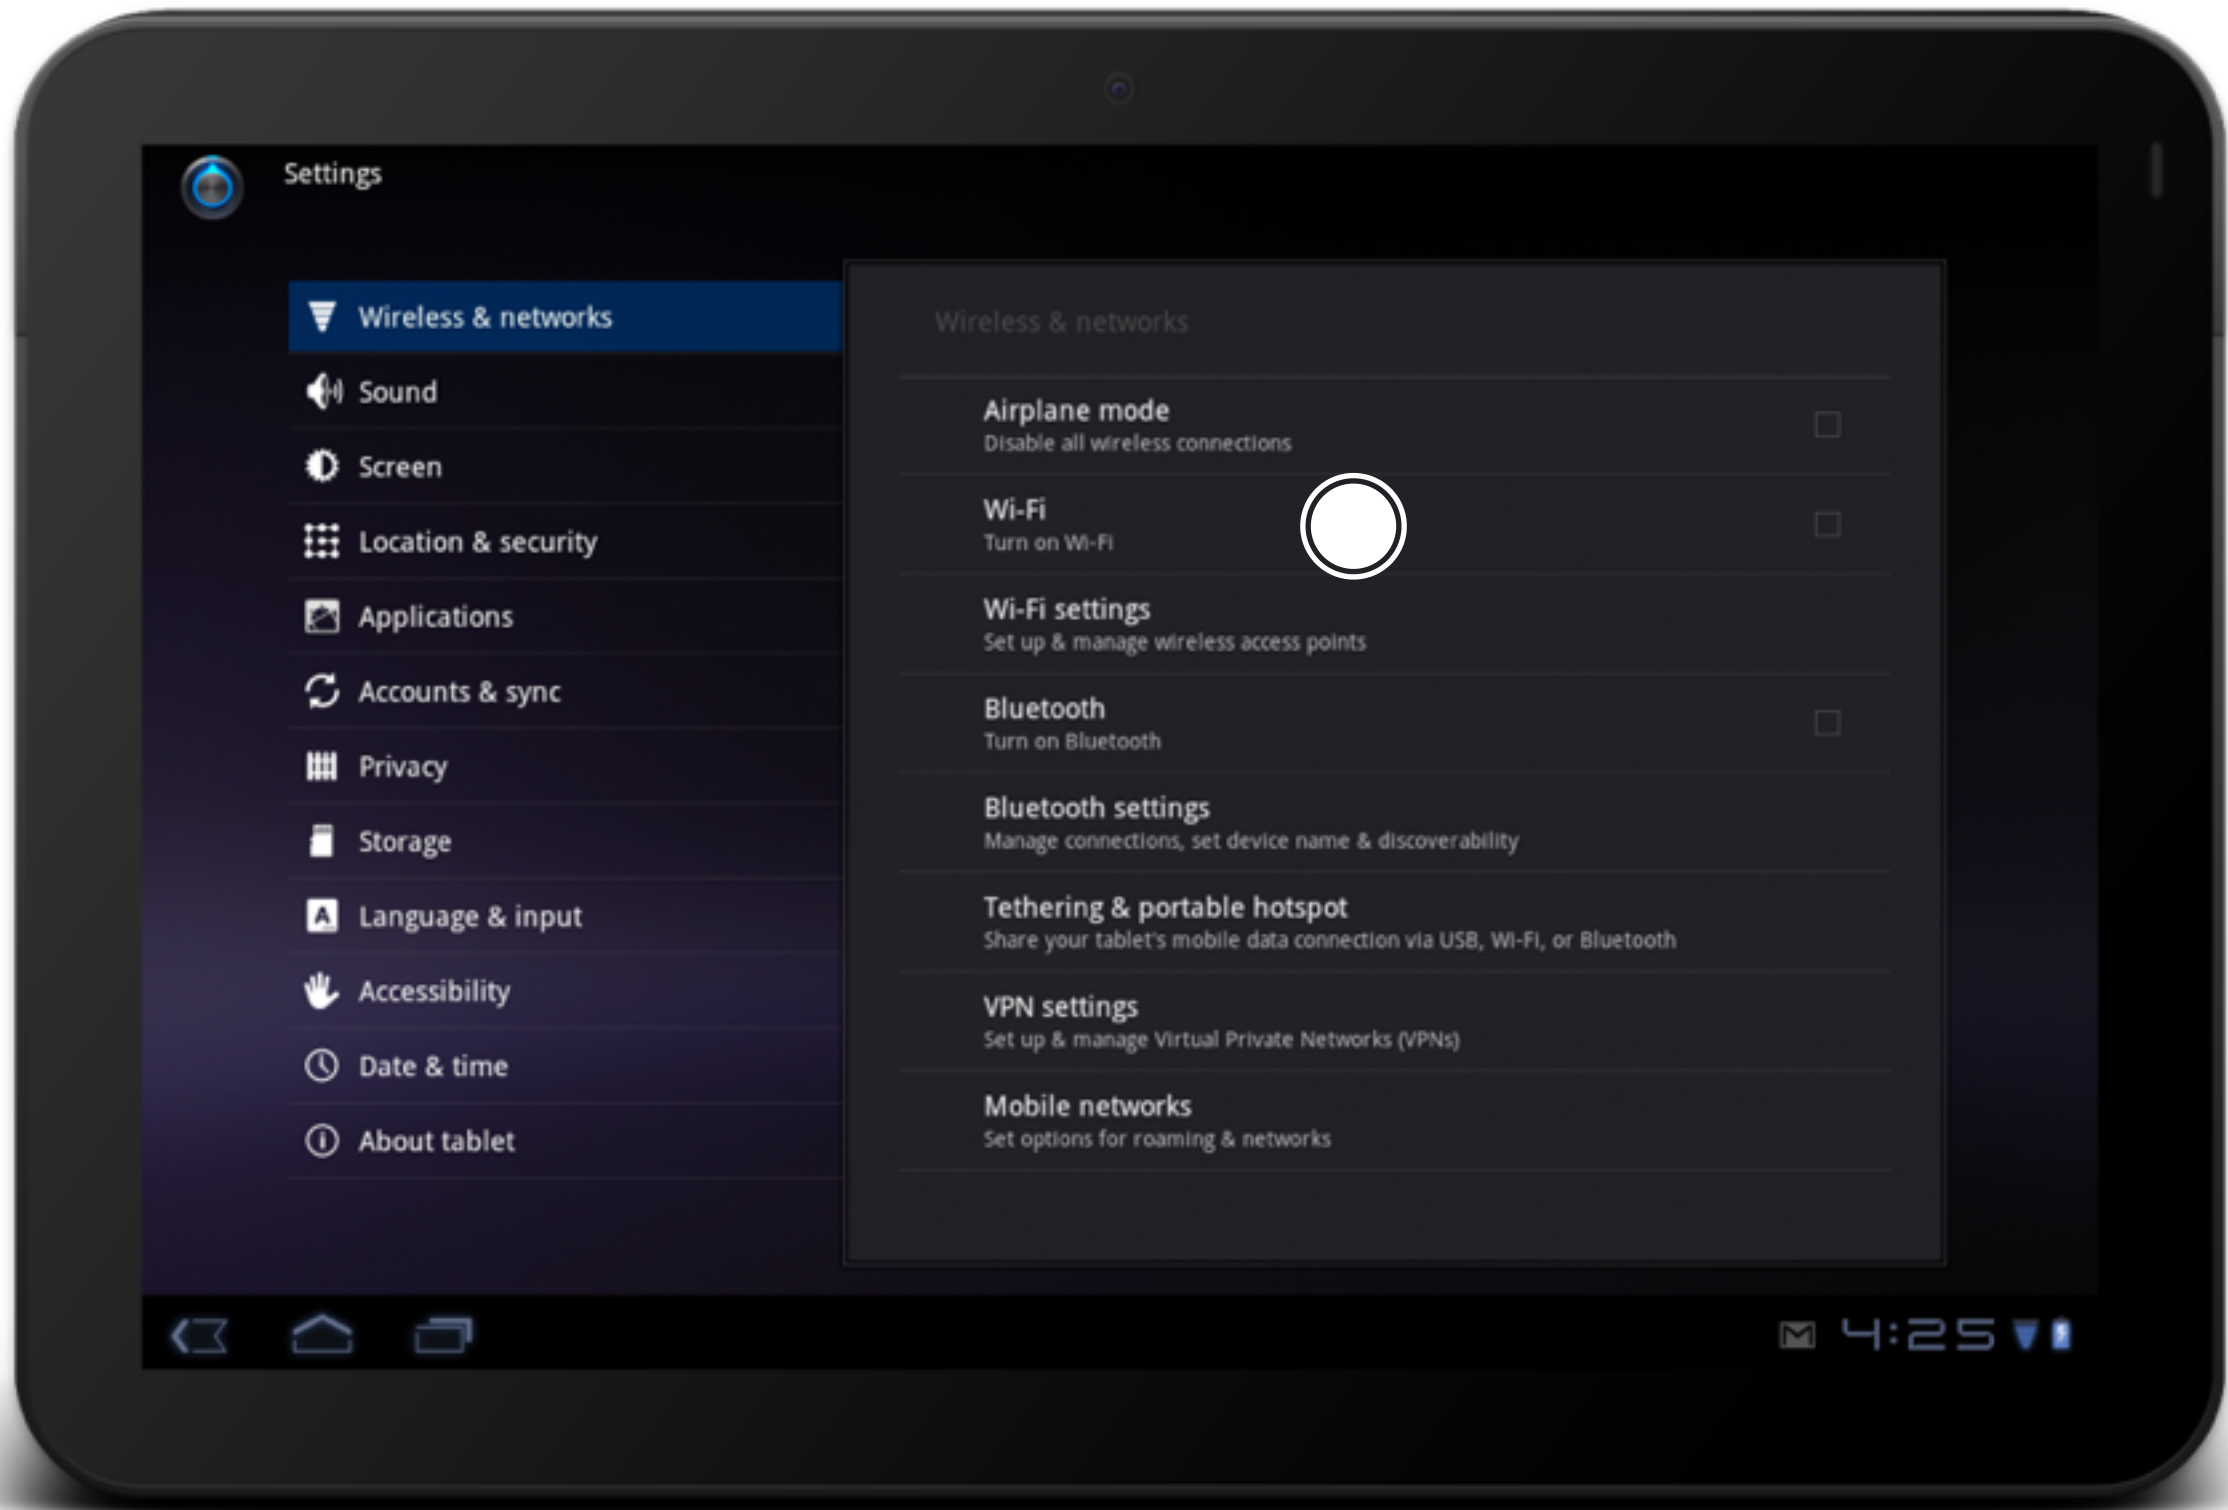 Settings
Wireless & networks
Sound
Screen
Location & security
Applications
Accounts & sync
Privacy
Storage
Language & input
Accessibility
Date & time
About tablet
Wireless & networks
Airplane mode
Disable all wireless connections
Wi-Fi
Turn on Wi-Fi
Wi-Fi settings
Set up & manage wireless access points
Bluetooth
Turn on Bluetooth
Bluetooth settings
Manage connections, set device name & discoverability
Tethering & portable hotspot
Share your tablet's mobile data connection via USB, Wi-Fi, or Bluetooth
VPN settings
Set up & manage Virtual Private Networks (VPNs)
Mobile networks
Set options for roaming & networks
4:25